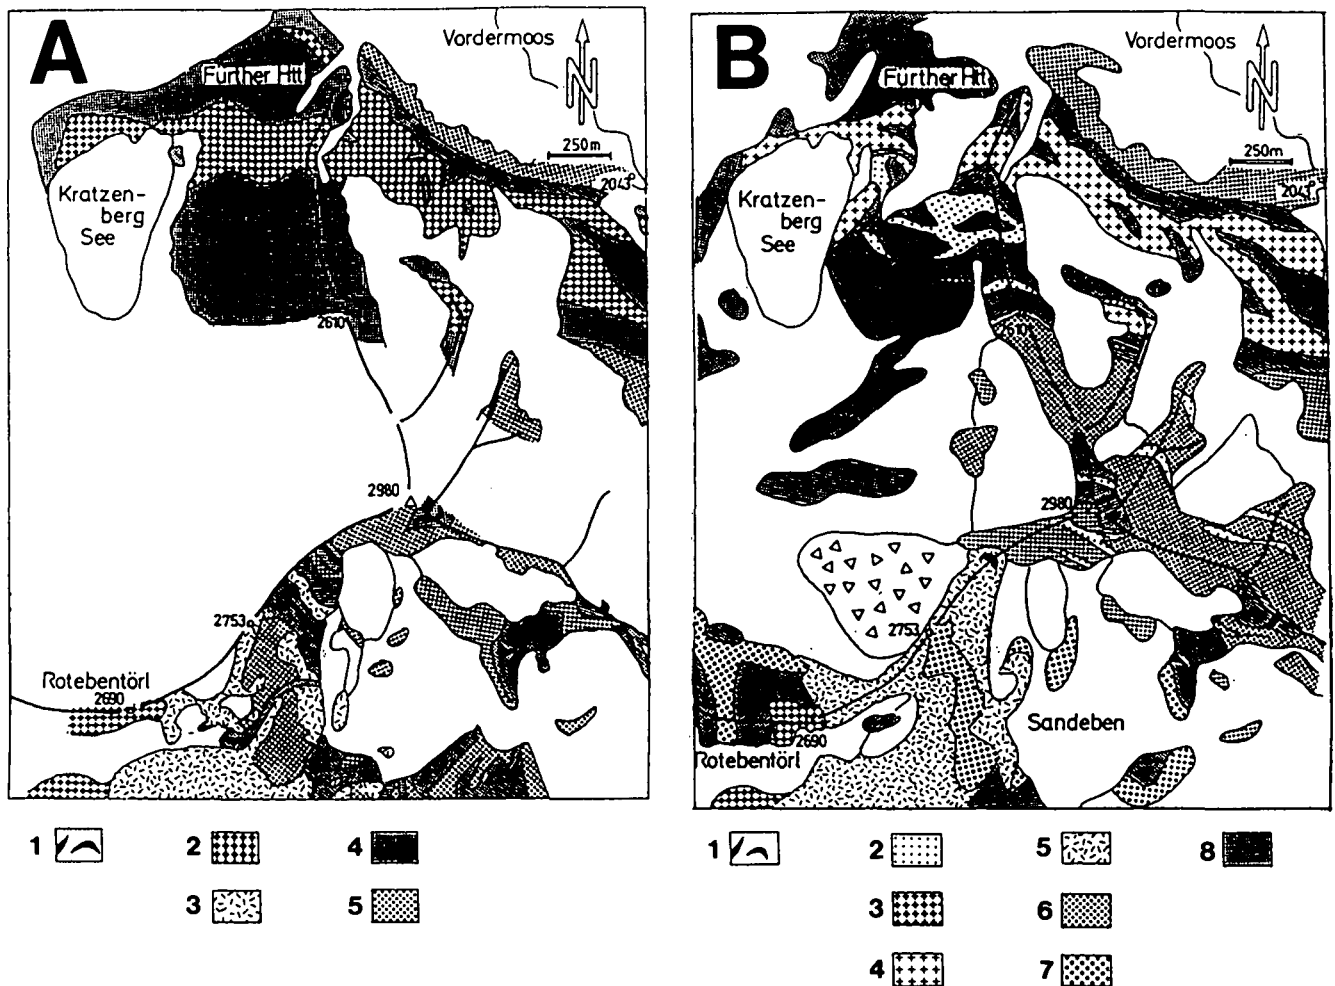 A
Vordermoos
N
Fürther Htt
250 m
2043
Kratzen-
berg
See
2610
2980
2753
Rotebentörl
2690
1
2
4
3
5
B
Vordermoos
N
Fürther Htt
250m
2043
Kratzen-
berg
See
2610
2980
2753
Sandeben
2690
Rotebentörl
1
2
5
8
3
6
4
7